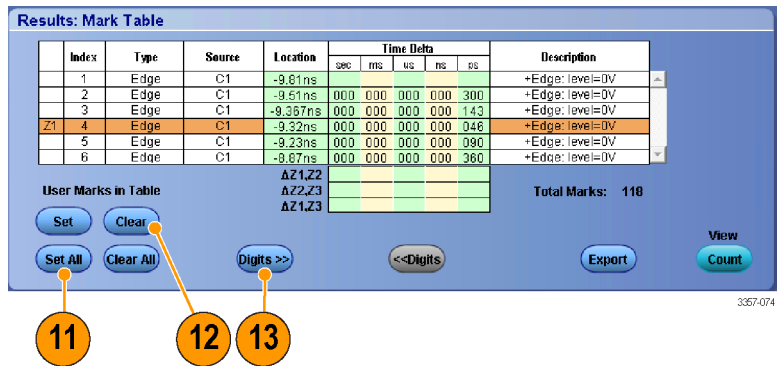 Results: Mark Table
Index Type Source Location Time Delta Description
sec ms us ns ps
1 Edge C1 -9.81ns +Edge: level=0V
2 Edge C1 -9.51ns 000 000 000 000 300 +Edge: level=0V
3 Edge C1 -9.367ns 000 000 000 000 143 +Edge: level=0V
Z1 4 Edge C1 -9.32ns 000 000 000 000 046 +Edge: level=0V
5 Edge C1 -9.23ns 000 000 000 000 090 +Edge: level=0V
6 Edge C1 -8.87ns 000 000 000 000 360 +Edge: level=0V
ΔZ1,Z2
User Marks in Table ΔZ2,Z3 Total Marks: 118
ΔZ1,Z3
Set Clear
View
Set All Clear All Digits >> <<Digits Export Count
3357-074
11 12 13